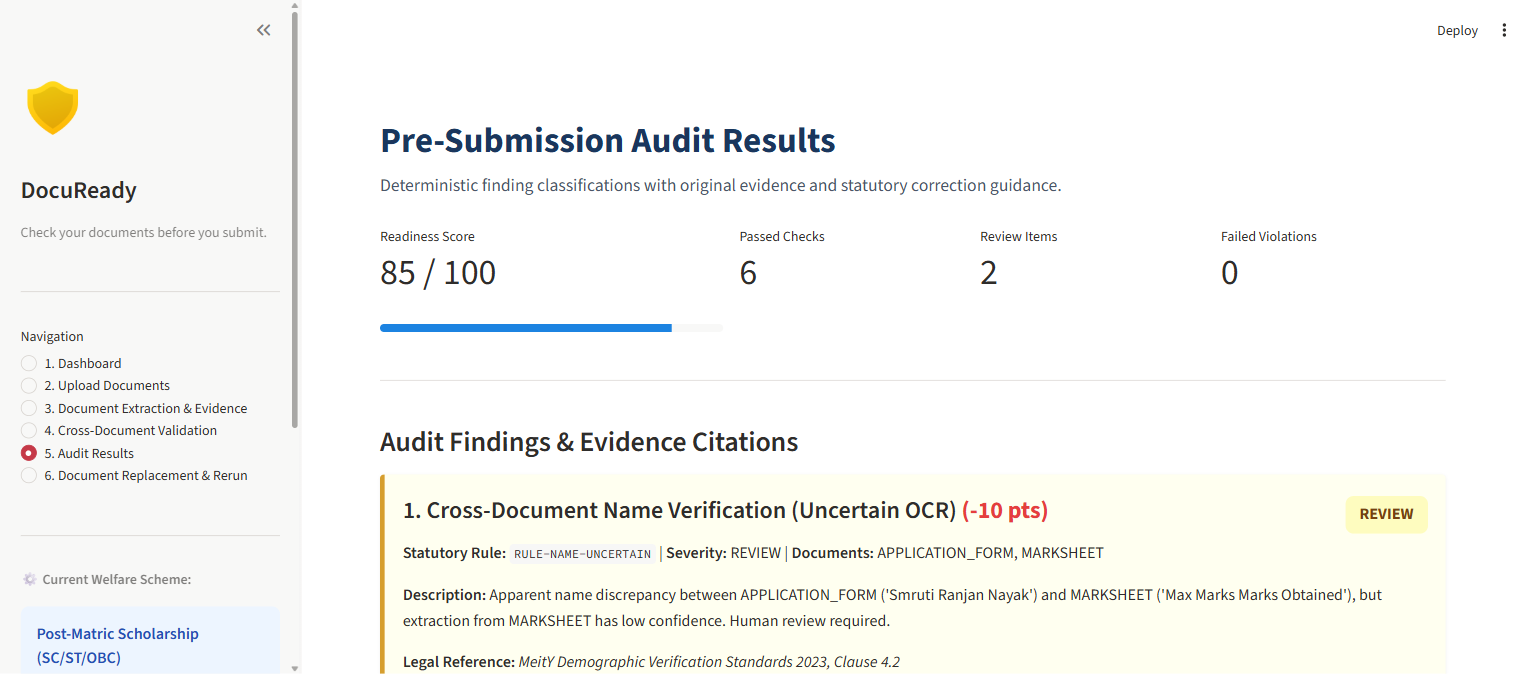 Deploy
DocuReady
Check your documents before you submit.
Navigation
1. Dashboard
2. Upload Documents
3. Document Extraction & Evidence
4. Cross-Document Validation
5. Audit Results
6. Document Replacement & Rerun
Current Welfare Scheme:
Post-Matric Scholarship
(SC/ST/OBC)
Pre-Submission Audit Results
Deterministic finding classifications with original evidence and statutory correction guidance.
Readiness Score
85 / 100
Passed Checks
6
Review Items
2
Failed Violations
0
Audit Findings & Evidence Citations
1. Cross-Document Name Verification (Uncertain OCR) (-10 pts)
REVIEW
Statutory Rule: RULE-NAME-UNCERTAIN | Severity: REVIEW | Documents: APPLICATION_FORM, MARKSHEET
Description: Apparent name discrepancy between APPLICATION_FORM ('Smruti Ranjan Nayak') and MARKSHEET ('Max Marks Marks Obtained'), but
extraction from MARKSHEET has low confidence. Human review required.
Legal Reference: MeitY Demographic Verification Standards 2023, Clause 4.2